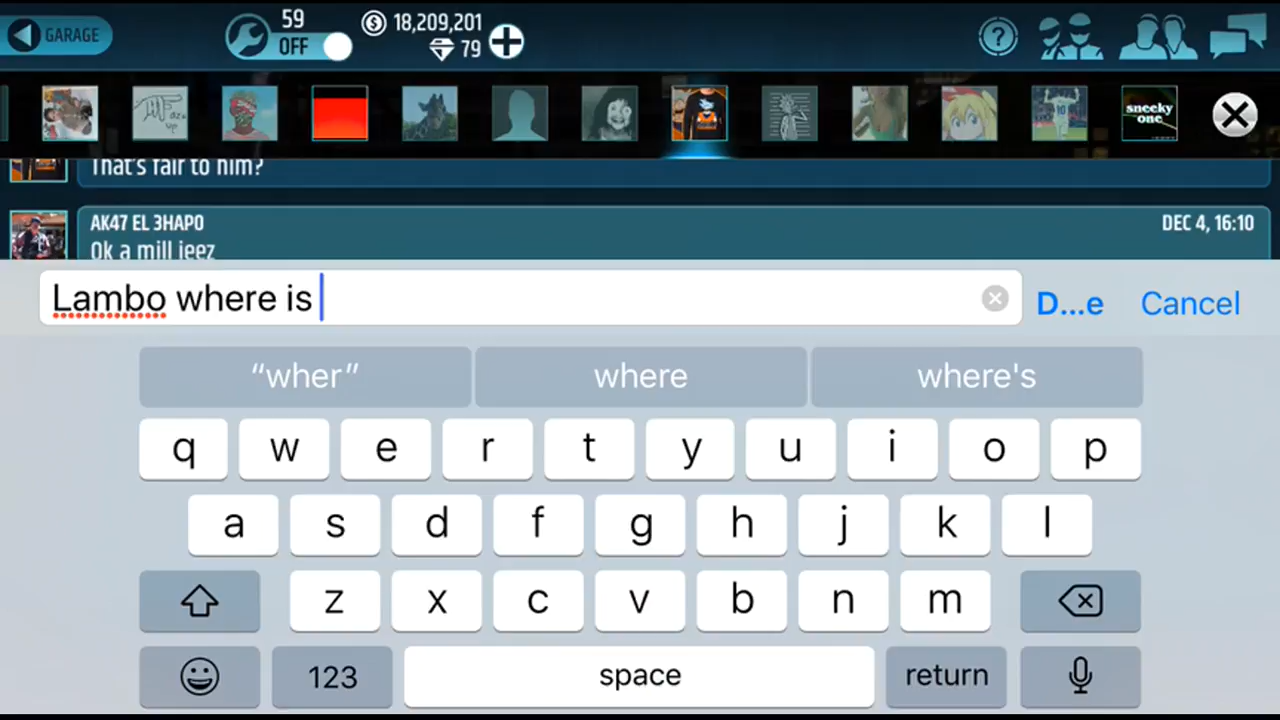 GARAGE
59
OFF
18,209,201
79
sneeky
one
That's fair to him?
AK47 EL 3HAPO
DEC 4, 16:10
Ok a mill jeez
Lambo where is
D...e
Cancel
“wher”
where
where's
q w e r t y u i o p
a s d f g h j k l
z x c v b n m
123
space
return